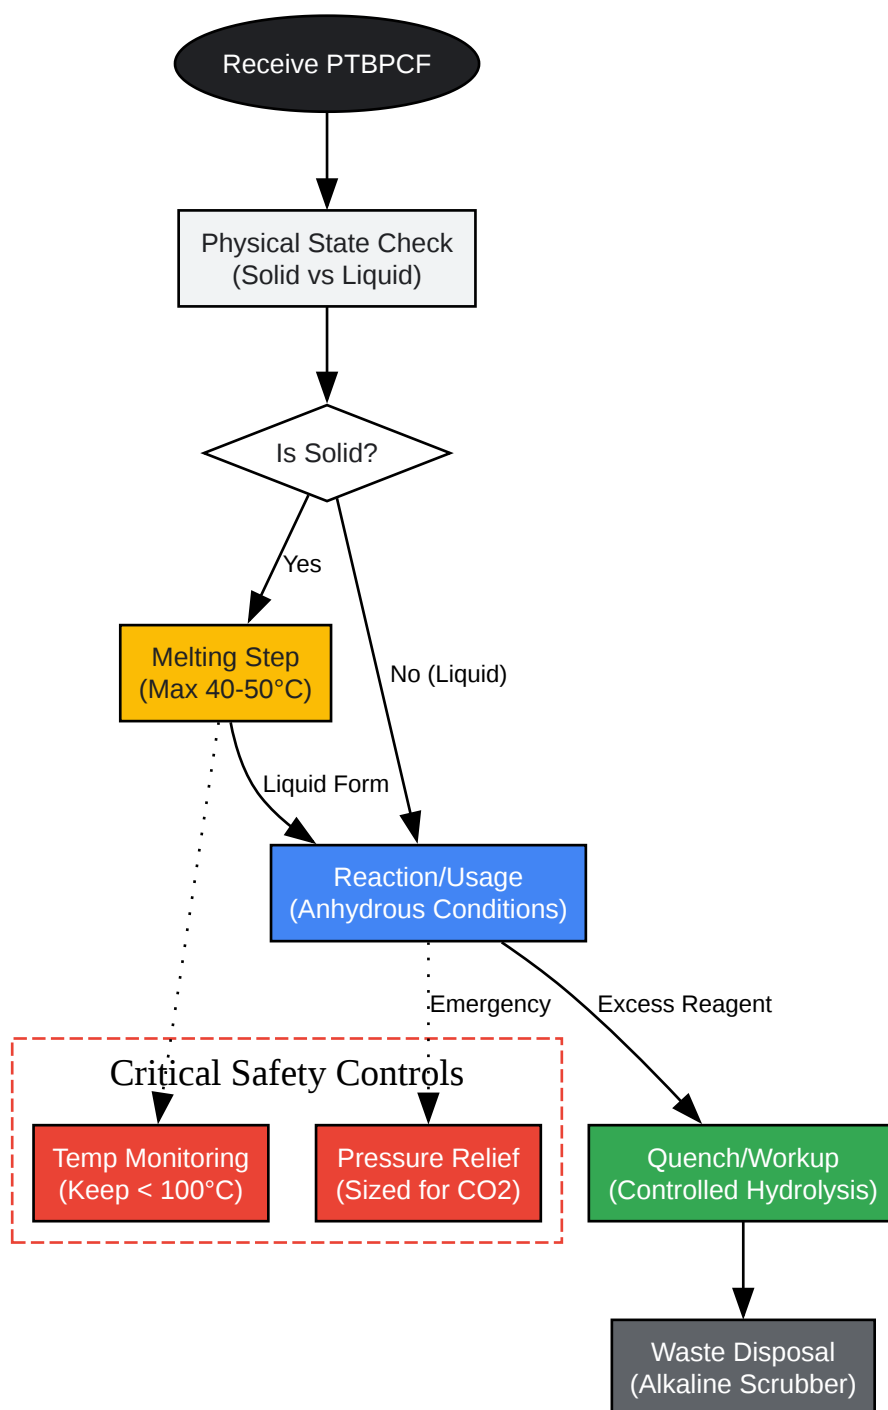 Receive PTBPCF
Physical State Check
(Solid vs Liquid)
Is Solid?
Yes
Melting Step
(Max 40-50°C)
No (Liquid)
Liquid Form
Reaction/Usage
(Anhydrous Conditions)
Emergency
Excess Reagent
Critical Safety Controls
Temp Monitoring
(Keep < 100°C)
Pressure Relief
(Sized for CO2)
Quench/Workup
(Controlled Hydrolysis)
Waste Disposal
(Alkaline Scrubber)